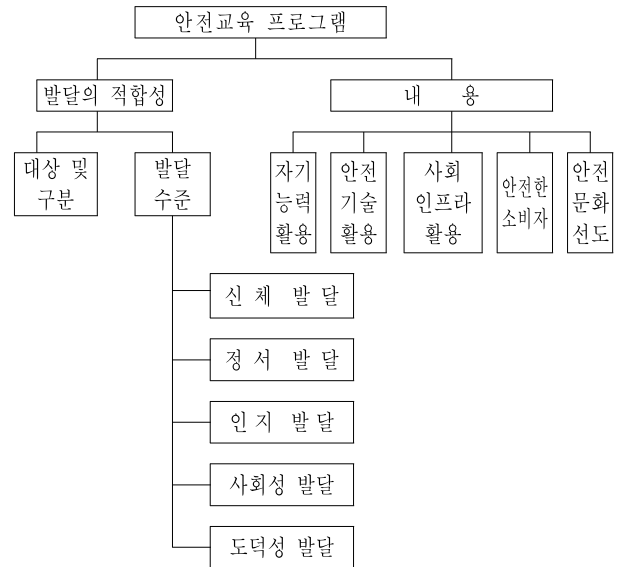 안전교육 프로그램
발달의 적합성
내 용
대상 및
구분
발달
수준
자기
능력
활용
안전
기술
활용
사회
인프라
활용
안전한
소비자
안전
문화
선도
신 체 발 달
정 서 발 달
인 지 발 달
사회성 발달
도덕성 발달